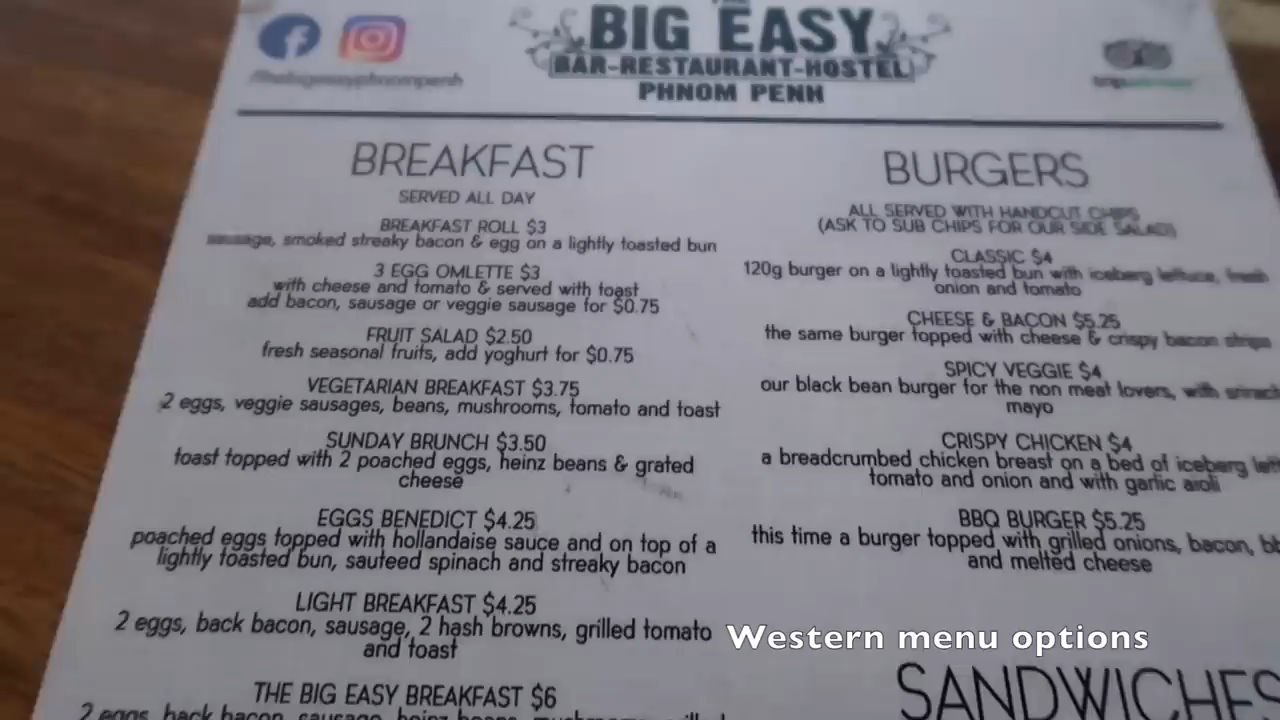 BIG EASY
BAR-RESTAURANT-HOSTEL
PHNOM PENH
/thebigeasyphnompenh
BREAKFAST
SERVED ALL DAY
BREAKFAST ROLL $3
sausage, smoked streaky bacon & egg on a lightly toasted bun
3 EGG OMLETTE $3
with cheese and tomato & served with toast
add bacon, sausage or veggie sausage for $0.75
FRUIT SALAD $2.50
fresh seasonal fruits, add yoghurt for $0.75
VEGETARIAN BREAKFAST $3.75
2 eggs, veggie sausages, beans, mushrooms, tomato and toast
SUNDAY BRUNCH $3.50
toast topped with 2 poached eggs, heinz beans & grated
cheese
EGGS BENEDICT $4.25
poached eggs topped with hollandaise sauce and on top of a
lightly toasted bun, sauteed spinach and streaky bacon
LIGHT BREAKFAST $4.25
2 eggs, back bacon, sausage, 2 hash browns, grilled tomato
and toast
THE BIG EASY BREAKFAST $6
2 eggs, back bacon, sausage, heinz beans,
BURGERS
ALL SERVED WITH HANDCUT CHIPS
(ASK TO SUB CHIPS FOR OUR SIDE SALAD)
CLASSIC $4
120g burger on a lightly toasted bun with iceberg lettuce, fresh
onion and tomato
CHEESE & BACON $5.25
the same burger topped with cheese & crispy bacon strips
SPICY VEGGIE $4
our black bean burger for the non meat lovers, with
mayo
CRISPY CHICKEN $4
a breadcrumbed chicken breast on a bed of iceberg
tomato and onion and with garlic aioli
BBQ BURGER $5.25
this time a burger topped with grilled onions, bacon,
and melted cheese
SANDWICHES
Western menu options